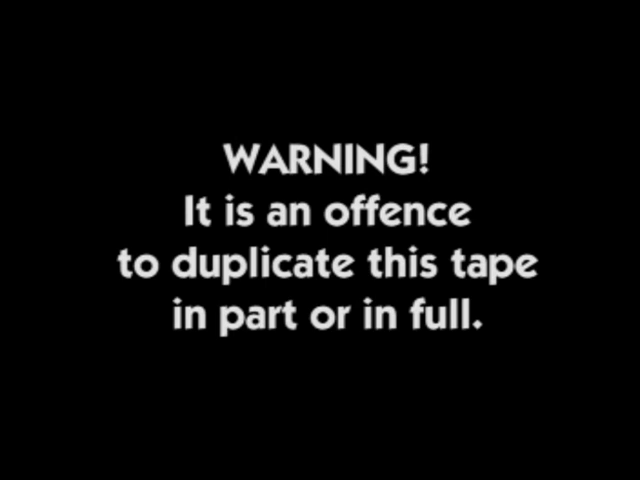 WARNING!
It is an offence
to duplicate this tape
in part or in full.